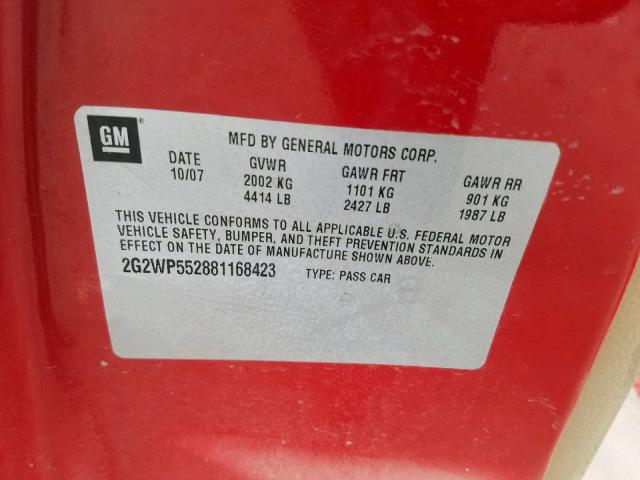 GM®
MFD BY GENERAL MOTORS CORP.
DATE GVWR GAWR FRT GAWR RR
10/07 2002 KG 1101 KG 901 KG
4414 LB 2427 LB 1987 LB
THIS VEHICLE CONFORMS TO ALL APPLICABLE U.S. FEDERAL MOTOR
VEHICLE SAFETY, BUMPER, AND THEFT PREVENTION STANDARDS IN
EFFECT ON THE DATE OF MANUFACTURE SHOWN ABOVE.
2G2WP552881168423 TYPE: PASS CAR